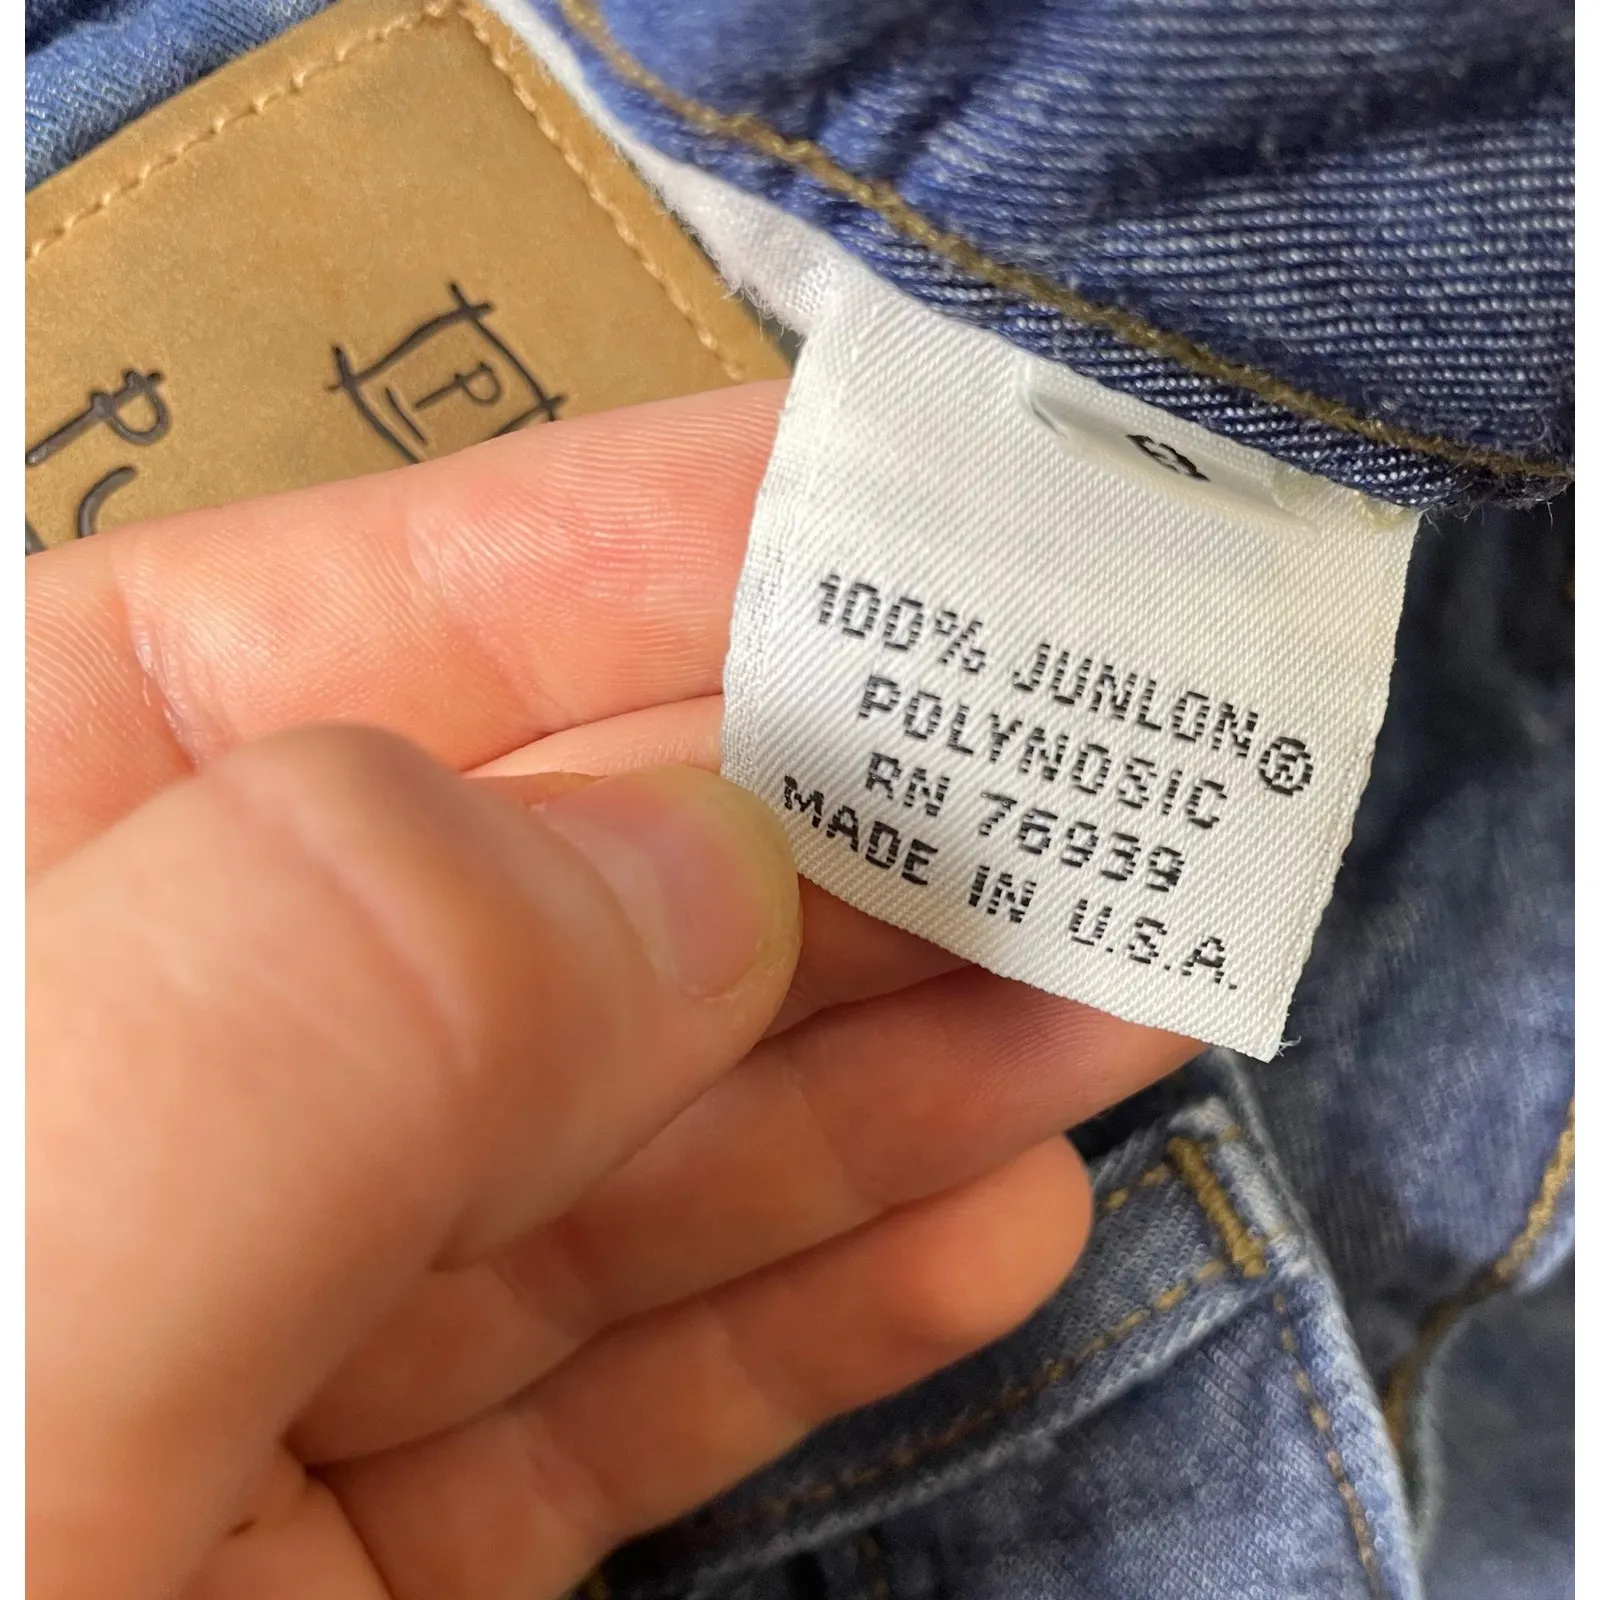 P
P
100% JUNLON®
POLYNOSIC
RN 76939
MADE IN U.S.A.